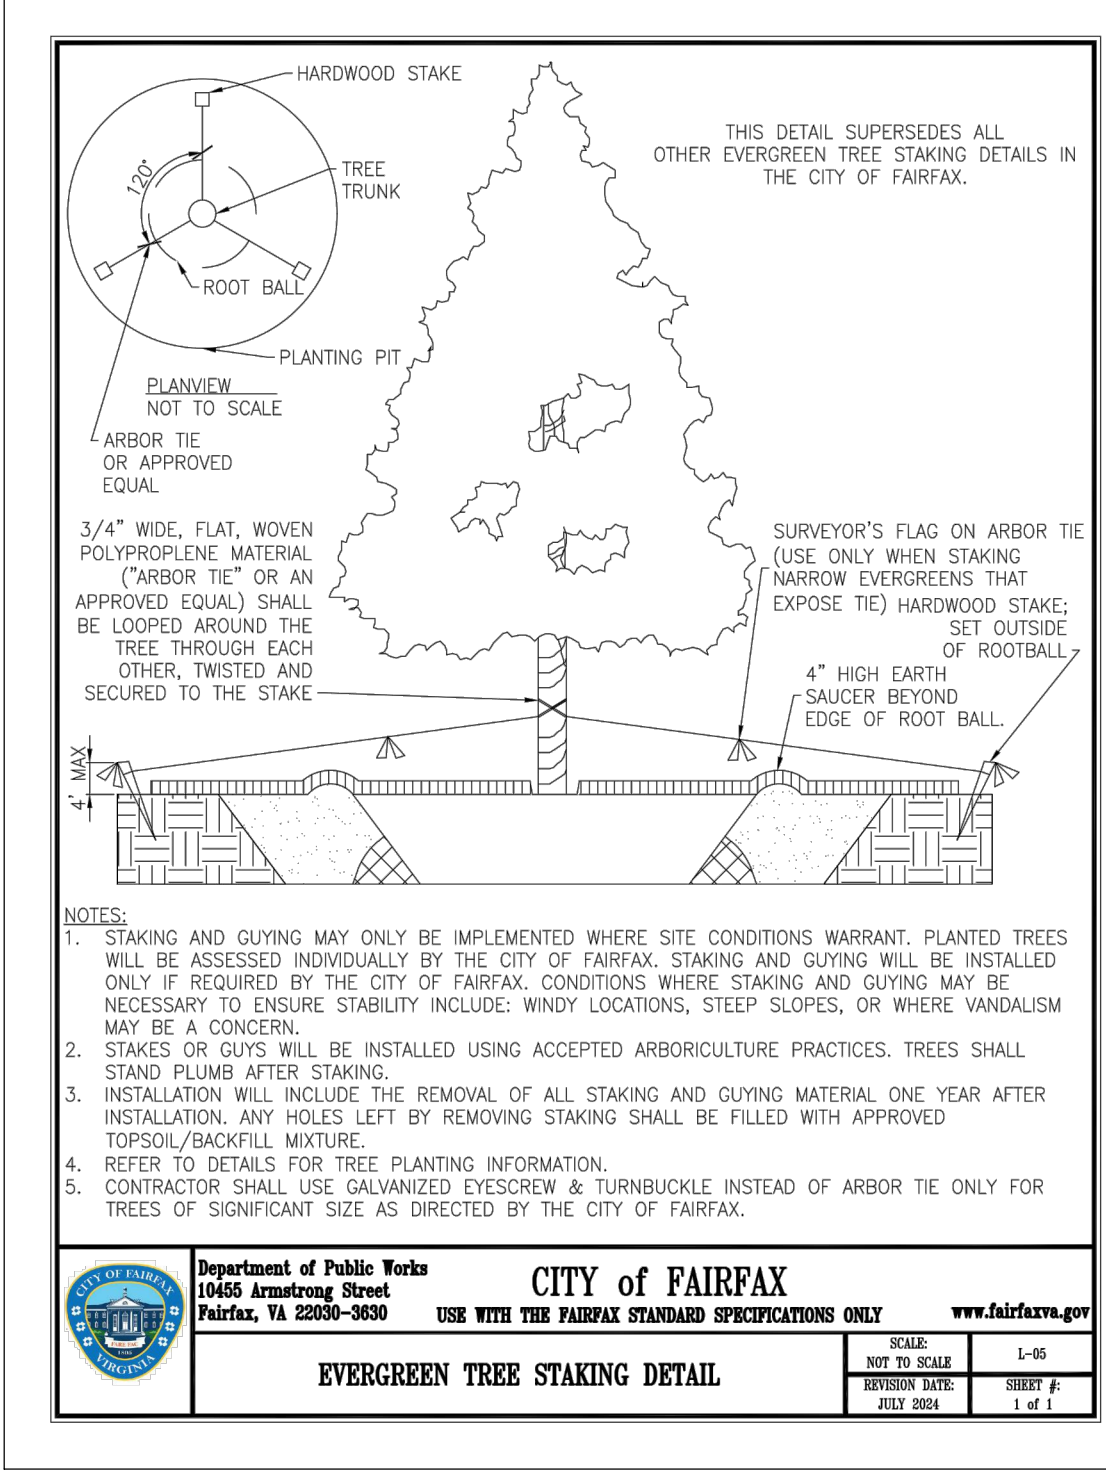 HARDWOOD STAKE
THIS DETAIL SUPERSEDES ALL
OTHER EVERGREEN TREE STAKING DETAILS IN
THE CITY OF FAIRFAX.
120°
TREE
TRUNK
ROOT BALL
PLANTING PIT
PLANVIEW
NOT TO SCALE
ARBOR TIE
OR APPROVED
EQUAL
3/4" WIDE, FLAT, WOVEN
POLYPROPLENE MATERIAL
("ARBOR TIE" OR AN
APPROVED EQUAL) SHALL
BE LOOPED AROUND THE
TREE THROUGH EACH
OTHER, TWISTED AND
SECURED TO THE STAKE
SURVEYOR'S FLAG ON ARBOR TIE
(USE ONLY WHEN STAKING
NARROW EVERGREENS THAT
EXPOSE TIE)
HARDWOOD STAKE;
SET OUTSIDE
OF ROOTBALL
4" HIGH EARTH
SAUCER BEYOND
EDGE OF ROOT BALL.
4' MAX
NOTES:
1. STAKING AND GUYING MAY ONLY BE IMPLEMENTED WHERE SITE CONDITIONS WARRANT. PLANTED TREES
WILL BE ASSESSED INDIVIDUALLY BY THE CITY OF FAIRFAX. STAKING AND GUYING WILL BE INSTALLED
ONLY IF REQUIRED BY THE CITY OF FAIRFAX. CONDITIONS WHERE STAKING AND GUYING MAY BE
NECESSARY TO ENSURE STABILITY INCLUDE: WINDY LOCATIONS, STEEP SLOPES, OR WHERE VANDALISM
MAY BE A CONCERN.
2. STAKES OR GUYS WILL BE INSTALLED USING ACCEPTED ARBORICULTURE PRACTICES. TREES SHALL
STAND PLUMB AFTER STAKING.
3. INSTALLATION WILL INCLUDE THE REMOVAL OF ALL STAKING AND GUYING MATERIAL ONE YEAR AFTER
INSTALLATION. ANY HOLES LEFT BY REMOVING STAKING SHALL BE FILLED WITH APPROVED
TOPSOIL/BACKFILL MIXTURE.
4. REFER TO DETAILS FOR TREE PLANTING INFORMATION.
5. CONTRACTOR SHALL USE GALVANIZED EYESCREW & TURNBUCKLE INSTEAD OF ARBOR TIE ONLY FOR
TREES OF SIGNIFICANT SIZE AS DIRECTED BY THE CITY OF FAIRFAX.
CITY OF FAIRFAX
FARE FAC
1805
VIRGINIA
Department of Public Works
10455 Armstrong Street
Fairfax, VA 22030-3630
CITY of FAIRFAX
USE WITH THE FAIRFAX STANDARD SPECIFICATIONS ONLY
www.fairfaxva.gov
EVERGREEN TREE STAKING DETAIL
SCALE:
NOT TO SCALE
L-05
REVISION DATE:
JULY 2024
SHEET #:
1 of 1